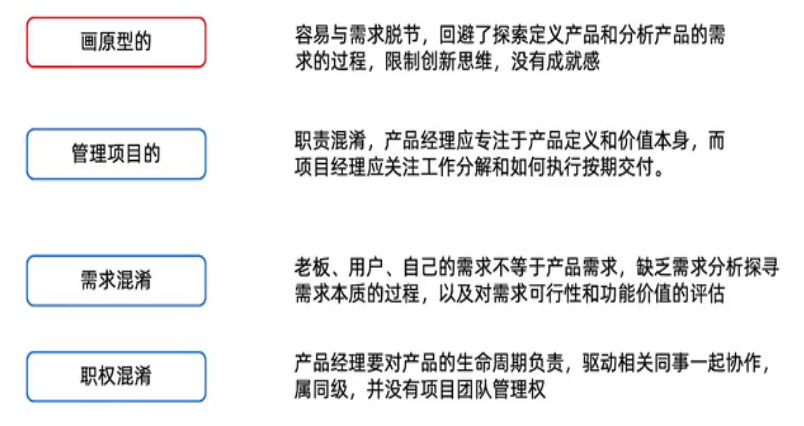 画原型的
容易与需求脱节，回避了探索定义产品和分析产品的需
求的过程，限制创新思维，没有成就感
管理项目的
职责混淆，产品经理应专注于产品定义和价值本身，而
项目经理应关注工作分解和如何执行按期交付。
需求混淆
老板、用户、自己的需求不等于产品需求，缺乏需求分析探寻
需求本质的过程，以及对需求可行性和功能价值的评估
职权混淆
产品经理要对产品的生命周期负责，驱动相关同事一起协作，
属同级，并没有项目团队管理权